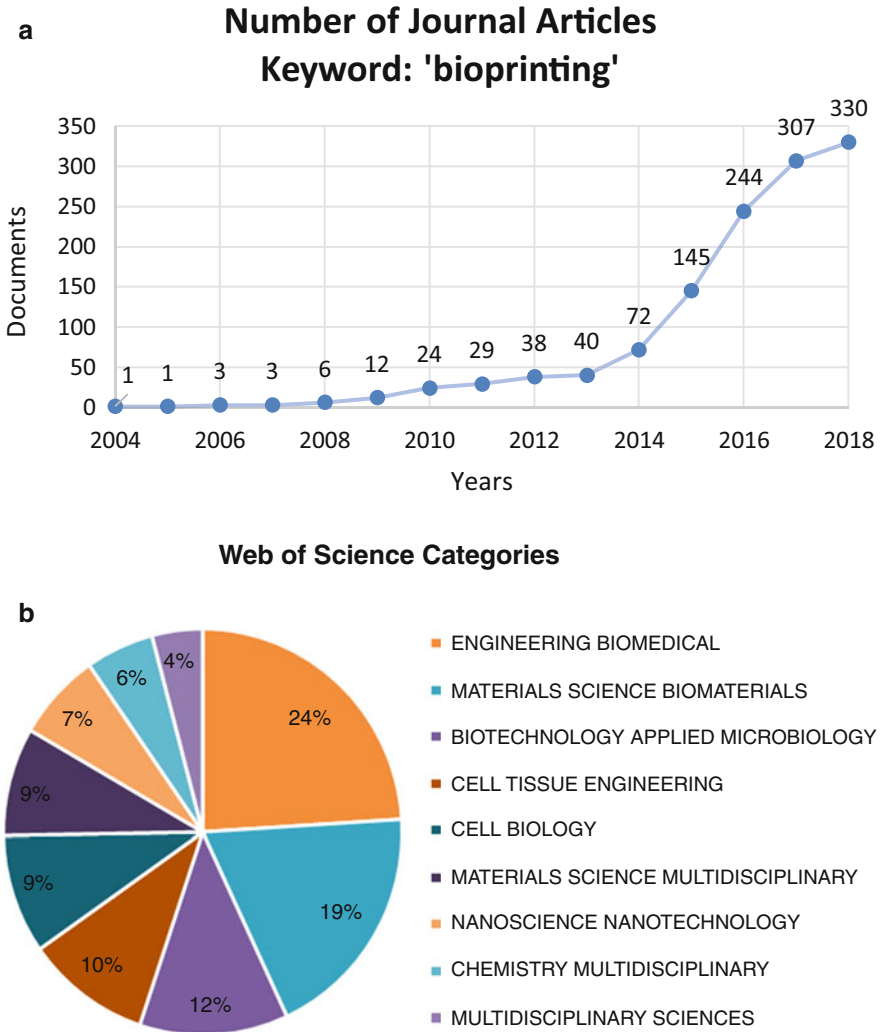 a
Number of Journal Articles
Keyword: 'bioprinting'
350
300
250
200
150
100
50
0
Documents
1
1
3
3
6
12
24
29
38
40
72
145
244
307
330
2004
2006
2008
2010
2012
2014
2016
2018
Years
Web of Science Categories
b
24%
19%
12%
10%
9%
9%
7%
6%
4%
ENGINEERING BIOMEDICAL
MATERIALS SCIENCE BIOMATERIALS
BIOTECHNOLOGY APPLIED MICROBIOLOGY
CELL TISSUE ENGINEERING
CELL BIOLOGY
MATERIALS SCIENCE MULTIDISCIPLINARY
NANOSCIENCE NANOTECHNOLOGY
CHEMISTRY MULTIDISCIPLINARY
MULTIDISCIPLINARY SCIENCES